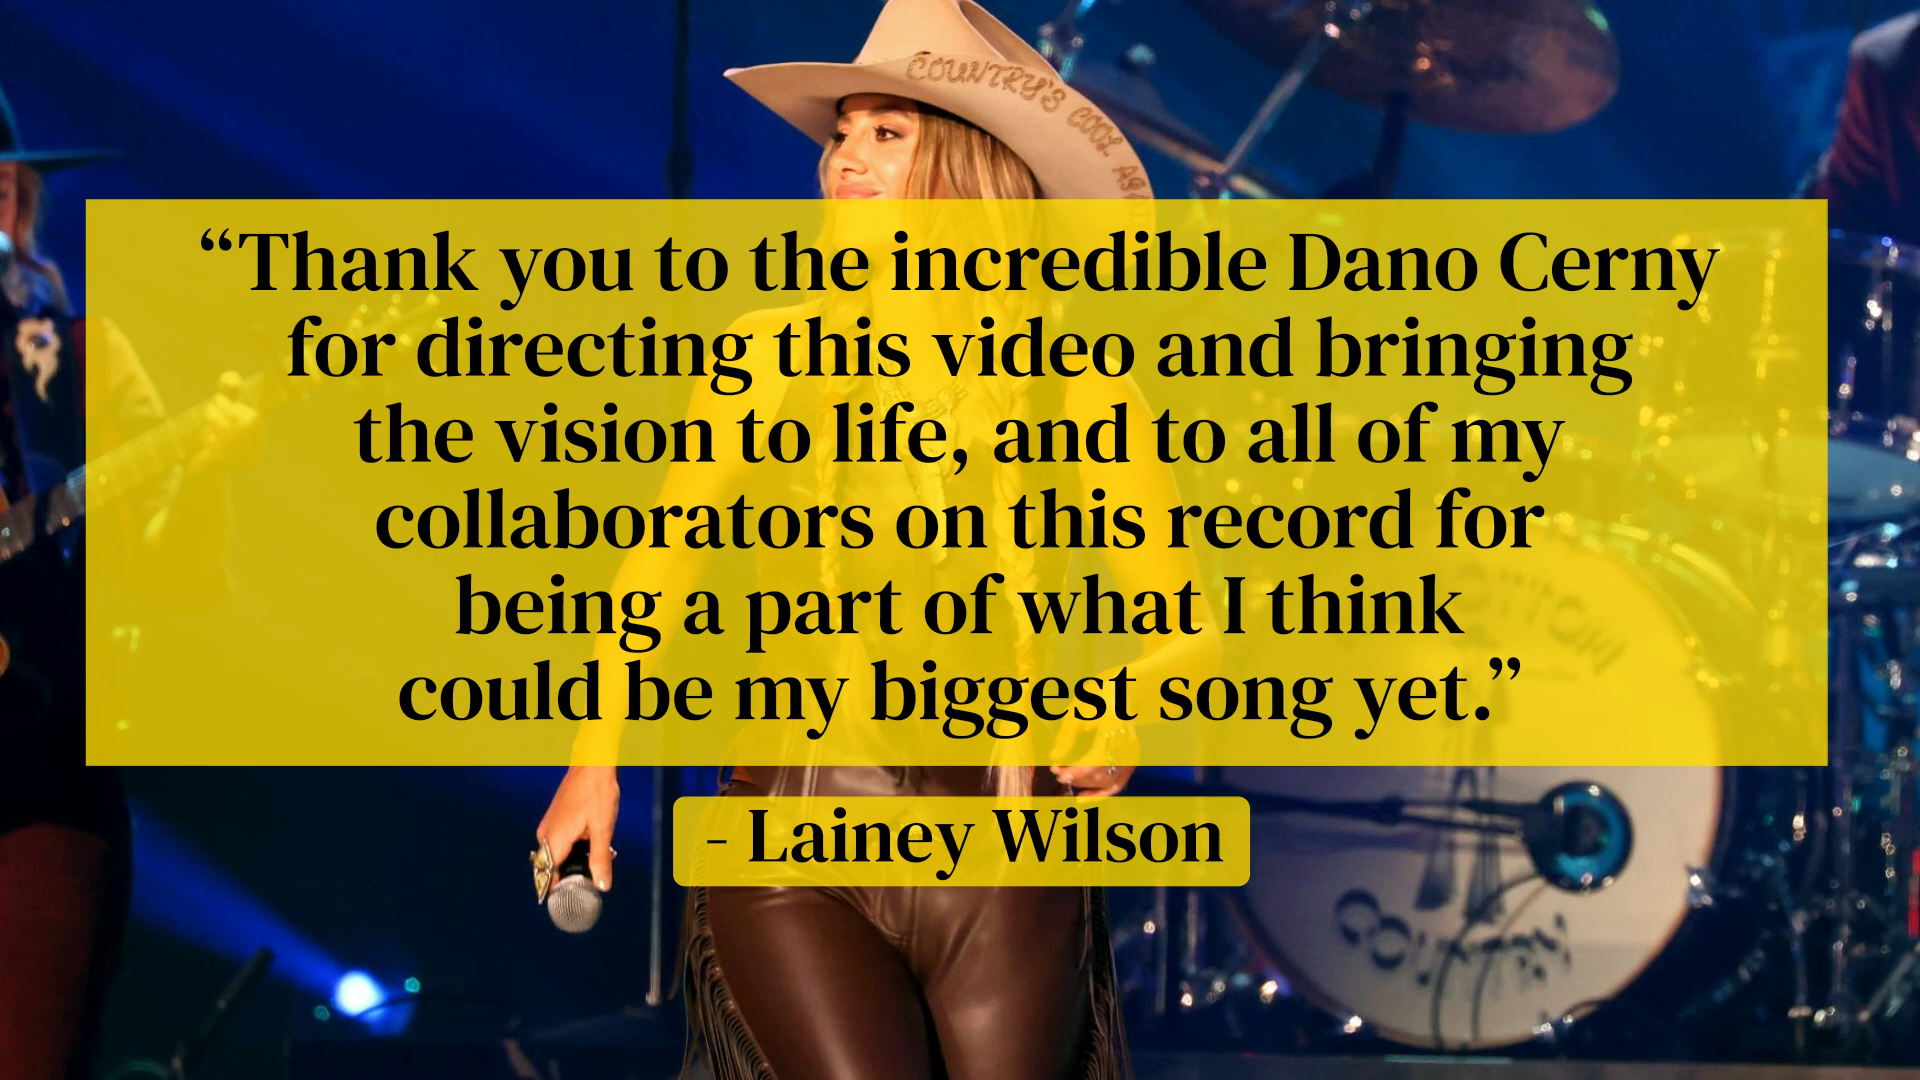 COUNTRY'S COOL AGAIN
“Thank you to the incredible Dano Cerny
for directing this video and bringing
the vision to life, and to all of my
collaborators on this record for
being a part of what I think
could be my biggest song yet.”
- Lainey Wilson
COUNTRY